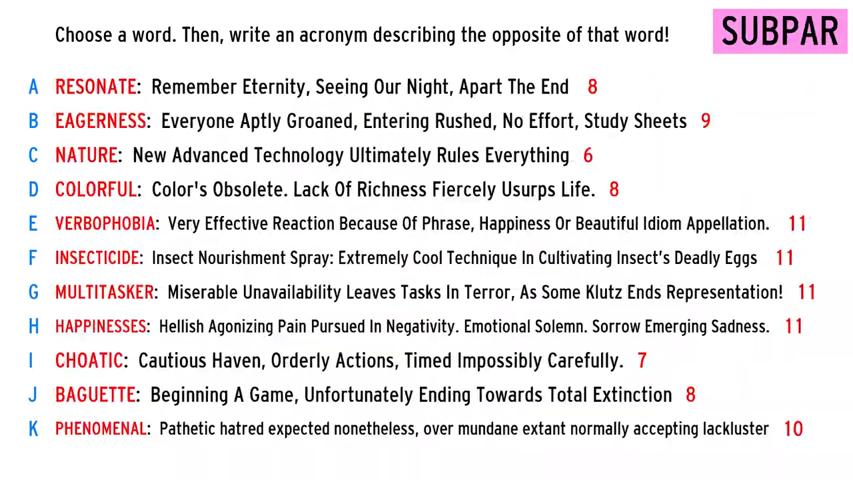 Choose a word. Then, write an acronym describing the opposite of that word!
SUBPAR
A RESONATE: Remember Eternity, Seeing Our Night, Apart The End 8
B EAGERNESS: Everyone Aptly Groaned, Entering Rushed, No Effort, Study Sheets 9
C NATURE: New Advanced Technology Ultimately Rules Everything 6
D COLORFUL: Color's Obsolete. Lack Of Richness Fiercely Usurps Life. 8
E VERBOPHOBIA: Very Effective Reaction Because Of Phrase, Happiness Or Beautiful Idiom Appellation. 11
F INSECTICIDE: Insect Nourishment Spray: Extremely Cool Technique In Cultivating Insect's Deadly Eggs 11
G MULTITASKER: Miserable Unavailability Leaves Tasks In Terror, As Some Klutz Ends Representation! 11
H HAPPINESSES: Hellish Agonizing Pain Pursued In Negativity. Emotional Solemn. Sorrow Emerging Sadness. 11
I CHOATIC: Cautious Haven, Orderly Actions, Timed Impossibly Carefully. 7
J BAGUETTE: Beginning A Game, Unfortunately Ending Towards Total Extinction 8
K PHENOMENAL: Pathetic hatred expected nonetheless, over mundane extant normally accepting lackluster 10